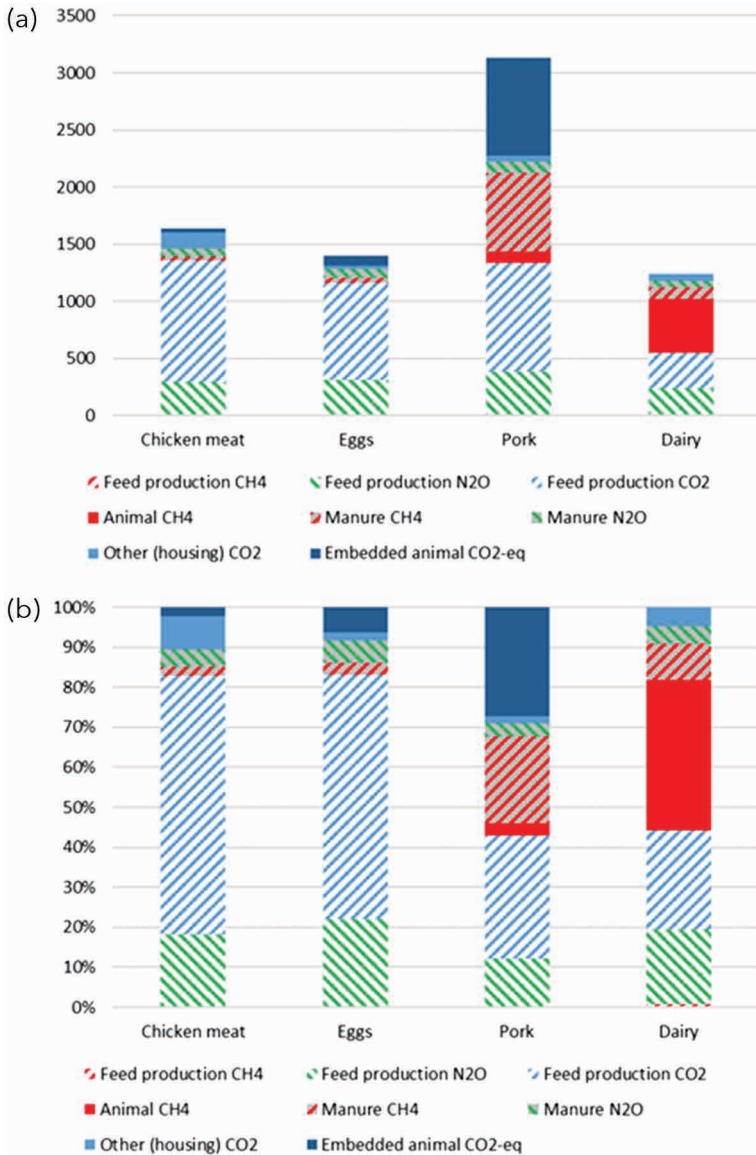 (a)
3500
3000
2500
2000
1500
1000
500
0
Chicken meat Eggs Pork Dairy
Feed production CH4 Feed production N2O Feed production CO2
Animal CH4 Manure CH4 Manure N2O
Other (housing) CO2 Embedded animal CO2-eq
(b)
100%
90%
80%
70%
60%
50%
40%
30%
20%
10%
0%
Chicken meat Eggs Pork Dairy
Feed production CH4 Feed production N2O Feed production CO2
Animal CH4 Manure CH4 Manure N2O
Other (housing) CO2 Embedded animal CO2-eq